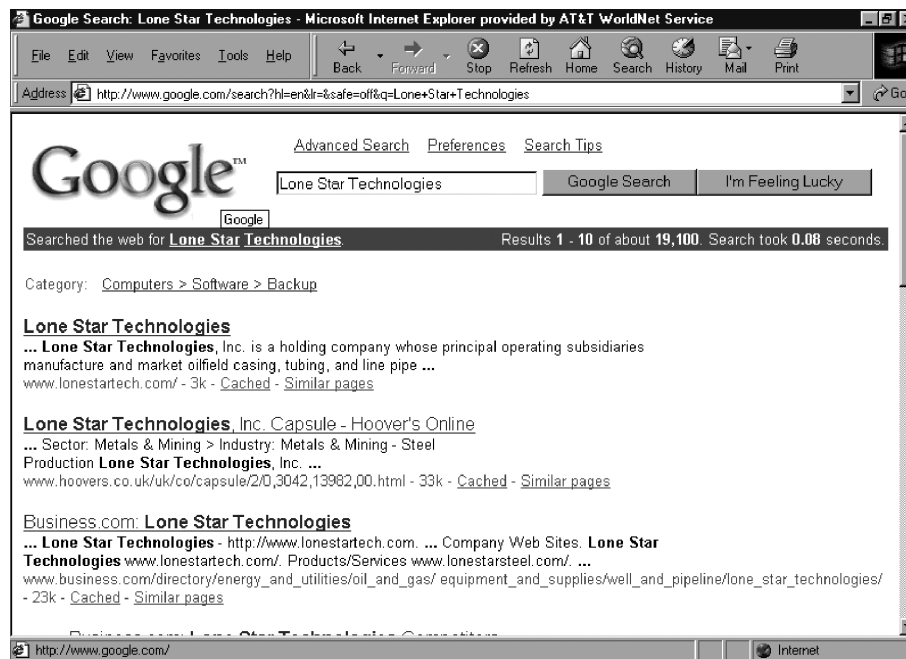 Google Search: Lone Star Technologies - Microsoft Internet Explorer provided by AT&T WorldNet Service
File Edit View Favorites Tools Help Back Forward Stop Refresh Home Search History Mail Print
Address http://www.google.com/search?hl=en&lr=&safe=off&q=Lone+Star+Technologies Go
Advanced Search Preferences Search Tips
Google™
Lone Star Technologies Google Search I'm Feeling Lucky
Google
Searched the web for Lone Star Technologies. Results 1 - 10 of about 19,100. Search took 0.08 seconds.
Category: Computers > Software > Backup
Lone Star Technologies
... Lone Star Technologies, Inc. is a holding company whose principal operating subsidiaries
manufacture and market oilfield casing, tubing, and line pipe ...
www.lonestartech.com/ - 3k - Cached - Similar pages
Lone Star Technologies, Inc. Capsule - Hoover's Online
... Sector: Metals & Mining > Industry: Metals & Mining - Steel
Production Lone Star Technologies, Inc. ...
www.hoovers.co.uk/uk/co/capsule/2/0,3042,13982,00.html - 33k - Cached - Similar pages
Business.com: Lone Star Technologies
... Lone Star Technologies - http://www.lonestartech.com. ... Company Web Sites. Lone Star
Technologies www.lonestartech.com/. Products/Services www.lonestarsteel.com/. ...
www.business.com/directory/energy_and_utilities/oil_and_gas/ equipment_and_supplies/well_and_pipeline/lone_star_technologies/
- 23k - Cached - Similar pages
Business.com: Lone Star Technologies Competitors
http://www.google.com/ Internet